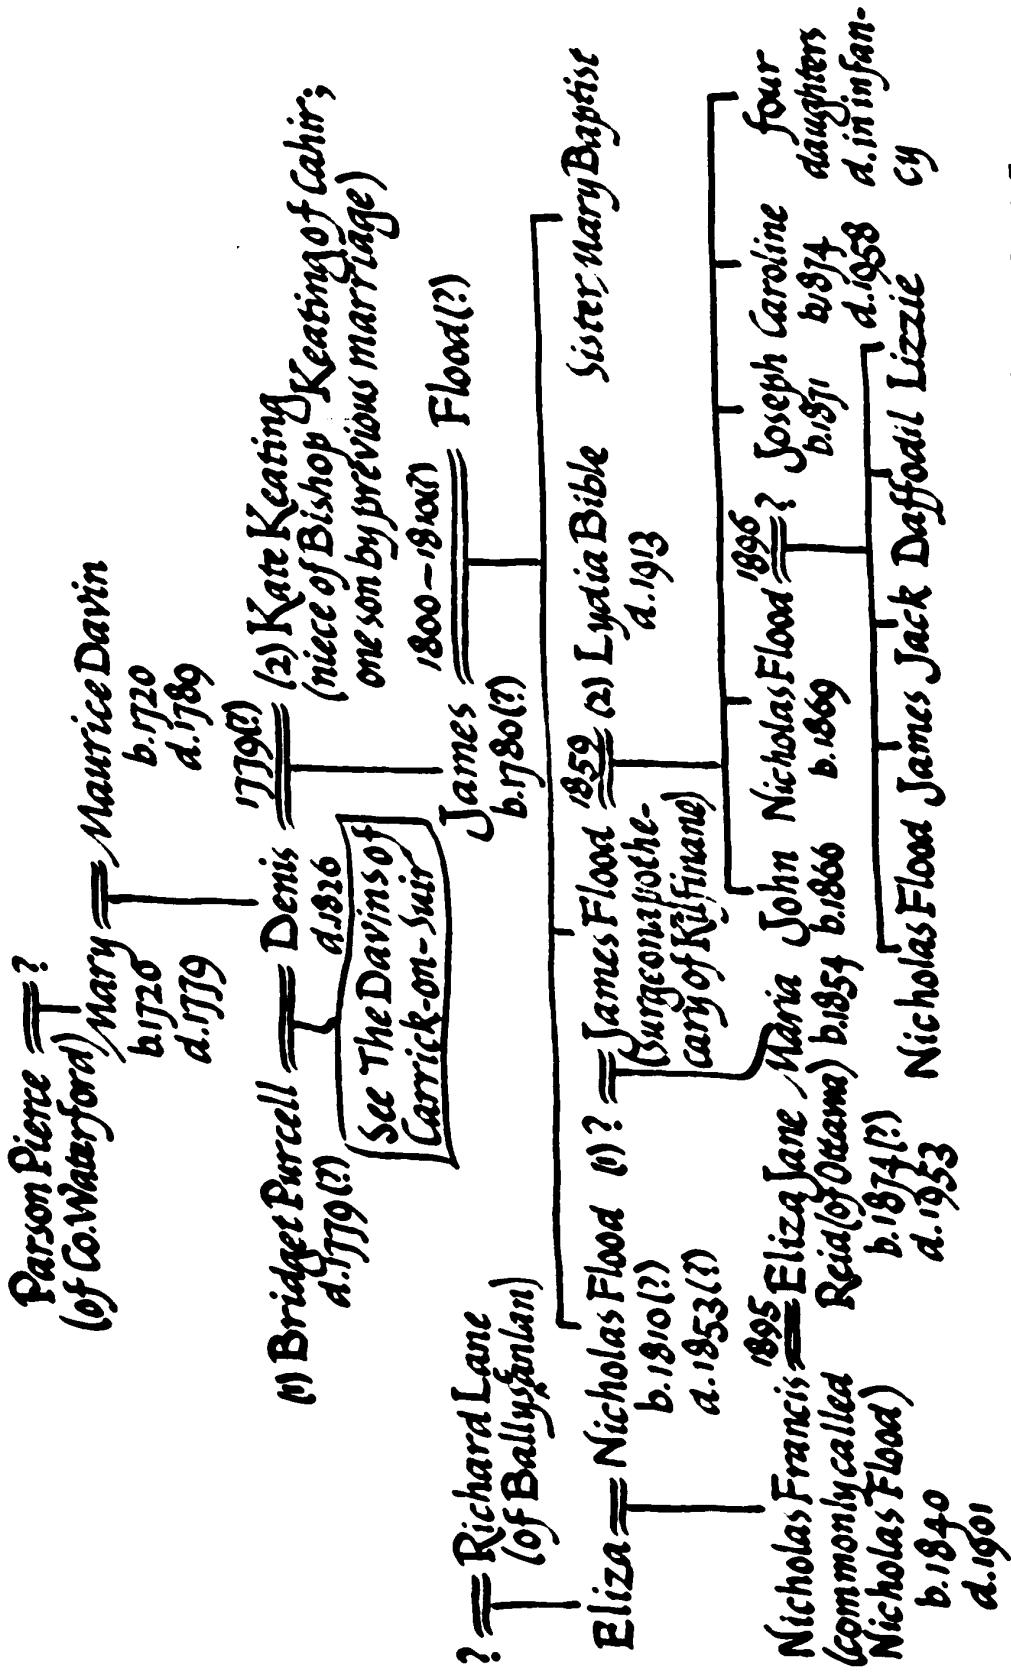 Parson Pierce = ?
(of Co. Waterford)
Mary = Maurice Davin
b. 1720
d. 1779
b. 1720
d. 1789
(1) Bridget Purcell = Denis = (2) Kate Keating
1779(?)
d. 1779(?)
d. 1826
(niece of Bishop Keating of Cahir;
one son by previous marriage)
See The Davins of
Carrick-on-Suir
? = Richard Lane
(of Ballysanlan)
James = Flood(?)
1800–1810(?)
b. 1780(?)
Eliza = Nicholas Flood
b. 1810(?)
d. 1853(?)
(1) ? = James Flood = (2) Lydia Bible
1859
(Surgeon apothe-
cary of Kilfinane)
d. 1913
Sister Mary Baptist
Nicholas Francis = Eliza Jane
1895
(commonly called
Nicholas Flood)
b. 1840
d. 1901
Reid (of Ottawa)
b. 1874(?)
d. 1953
Maria
b. 1854
John
b. 1866
Nicholas Flood = ?
1896
b. 1869
Joseph
b. 1871
Caroline
b. 1874
d. 1958
four
daughters
d. in infan-
cy
Nicholas Flood James Jack Daffodil Lizzie